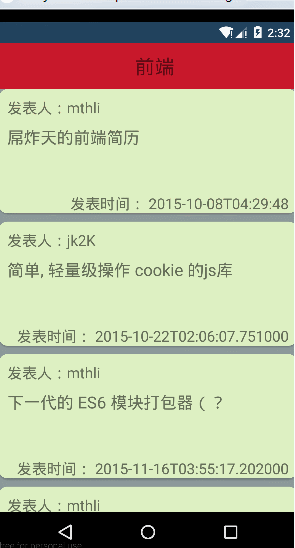 2:32
前端
发表人：mthli
屌炸天的前端简历
发表时间： 2015-10-08T04:29:48
发表人：jk2K
简单, 轻量级操作 cookie 的js库
发表时间： 2015-10-22T02:06:07.751000
发表人：mthli
下一代的 ES6 模块打包器（ ？
发表时间： 2015-11-16T03:55:17.202000
发表人：mthli
free for personal use